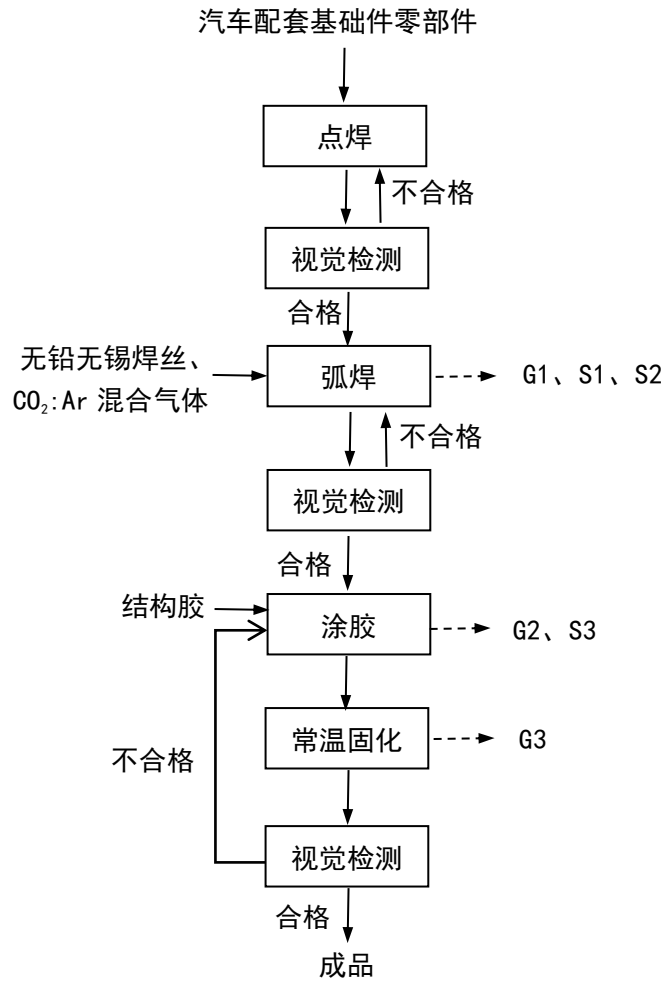 汽车配套基础件零部件
点焊
不合格
视觉检测
合格
无铅无锡焊丝、
CO₂:Ar 混合气体
弧焊
G1、S1、S2
不合格
视觉检测
合格
结构胶
涂胶
G2、S3
常温固化
G3
不合格
视觉检测
合格
成品